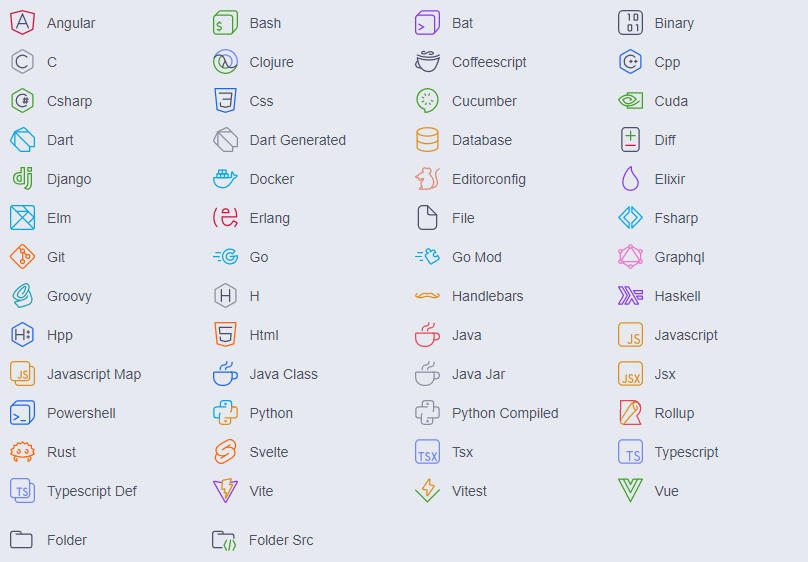 Angular Bash Bat Binary
C Clojure Coffeescript Cpp
Csharp Css Cucumber Cuda
Dart Dart Generated Database Diff
Django Docker Editorconfig Elixir
Elm Erlang File Fsharp
Git Go Go Mod Graphql
Groovy H Handlebars Haskell
Hpp Html Java Javascript
Javascript Map Java Class Java Jar Jsx
Powershell Python Python Compiled Rollup
Rust Svelte Tsx Typescript
Typescript Def Vite Vitest Vue
Folder Folder Src